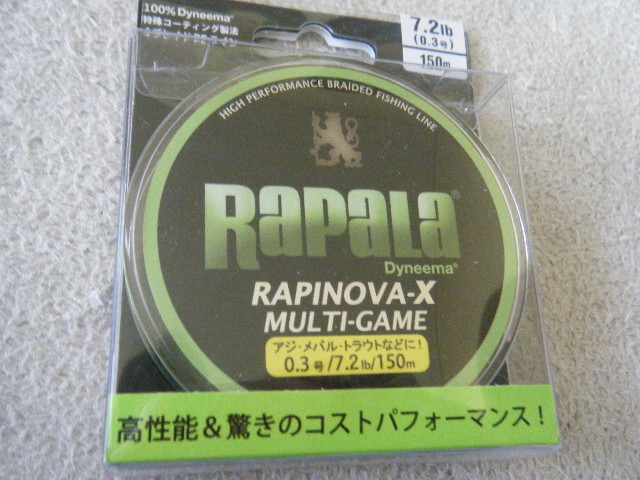 100% Dyneema®
特殊コーティング製法
7.2lb
(0.3号)
150m
HIGH PERFORMANCE BRAIDED FISHING LINE
Rapala®
Dyneema®
RAPINOVA-X
MULTI-GAME
アジ・メバル・トラウトなどに!
0.3号/7.2lb/150m
高性能&驚きのコストパフォーマンス!